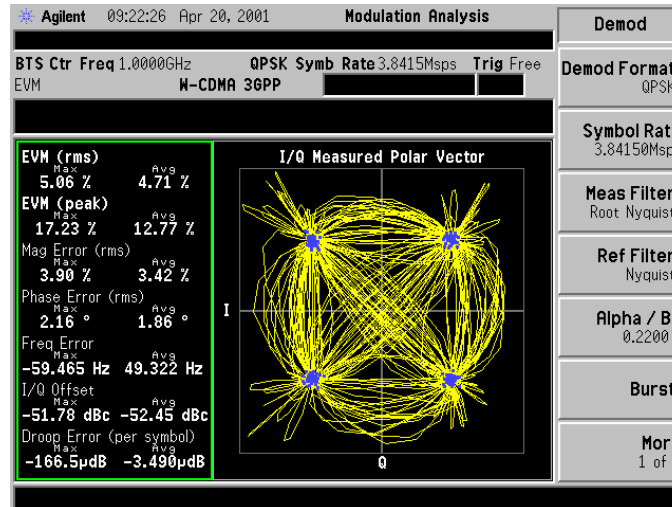 Agilent 09:22:26 Apr 20, 2001 Modulation Analysis
BTS Ctr Freq 1.0000GHz QPSK Symb Rate 3.8415Msps Trig Free
EVM W-CDMA 3GPP
EVM (rms)
Max Avg
5.06 % 4.71 %
EVM (peak)
Max Avg
17.23 % 12.77 %
Mag Error (rms)
Max Avg
3.90 % 3.42 %
Phase Error (rms)
Max Avg
2.16 ° 1.86 °
Freq Error
Max Avg
-59.465 Hz 49.322 Hz
I/Q Offset
Max Avg
-51.78 dBc -52.45 dBc
Droop Error (per symbol)
Max Avg
-166.5µdB -3.490µdB
I/Q Measured Polar Vector
I
Q
Demod
Demod Format
QPSK
Symbol Rat
3.84150Msp
Meas Filter
Root Nyquist
Ref Filter
Nyquist
Alpha / B
0.2200
Burst
Mor
1 of